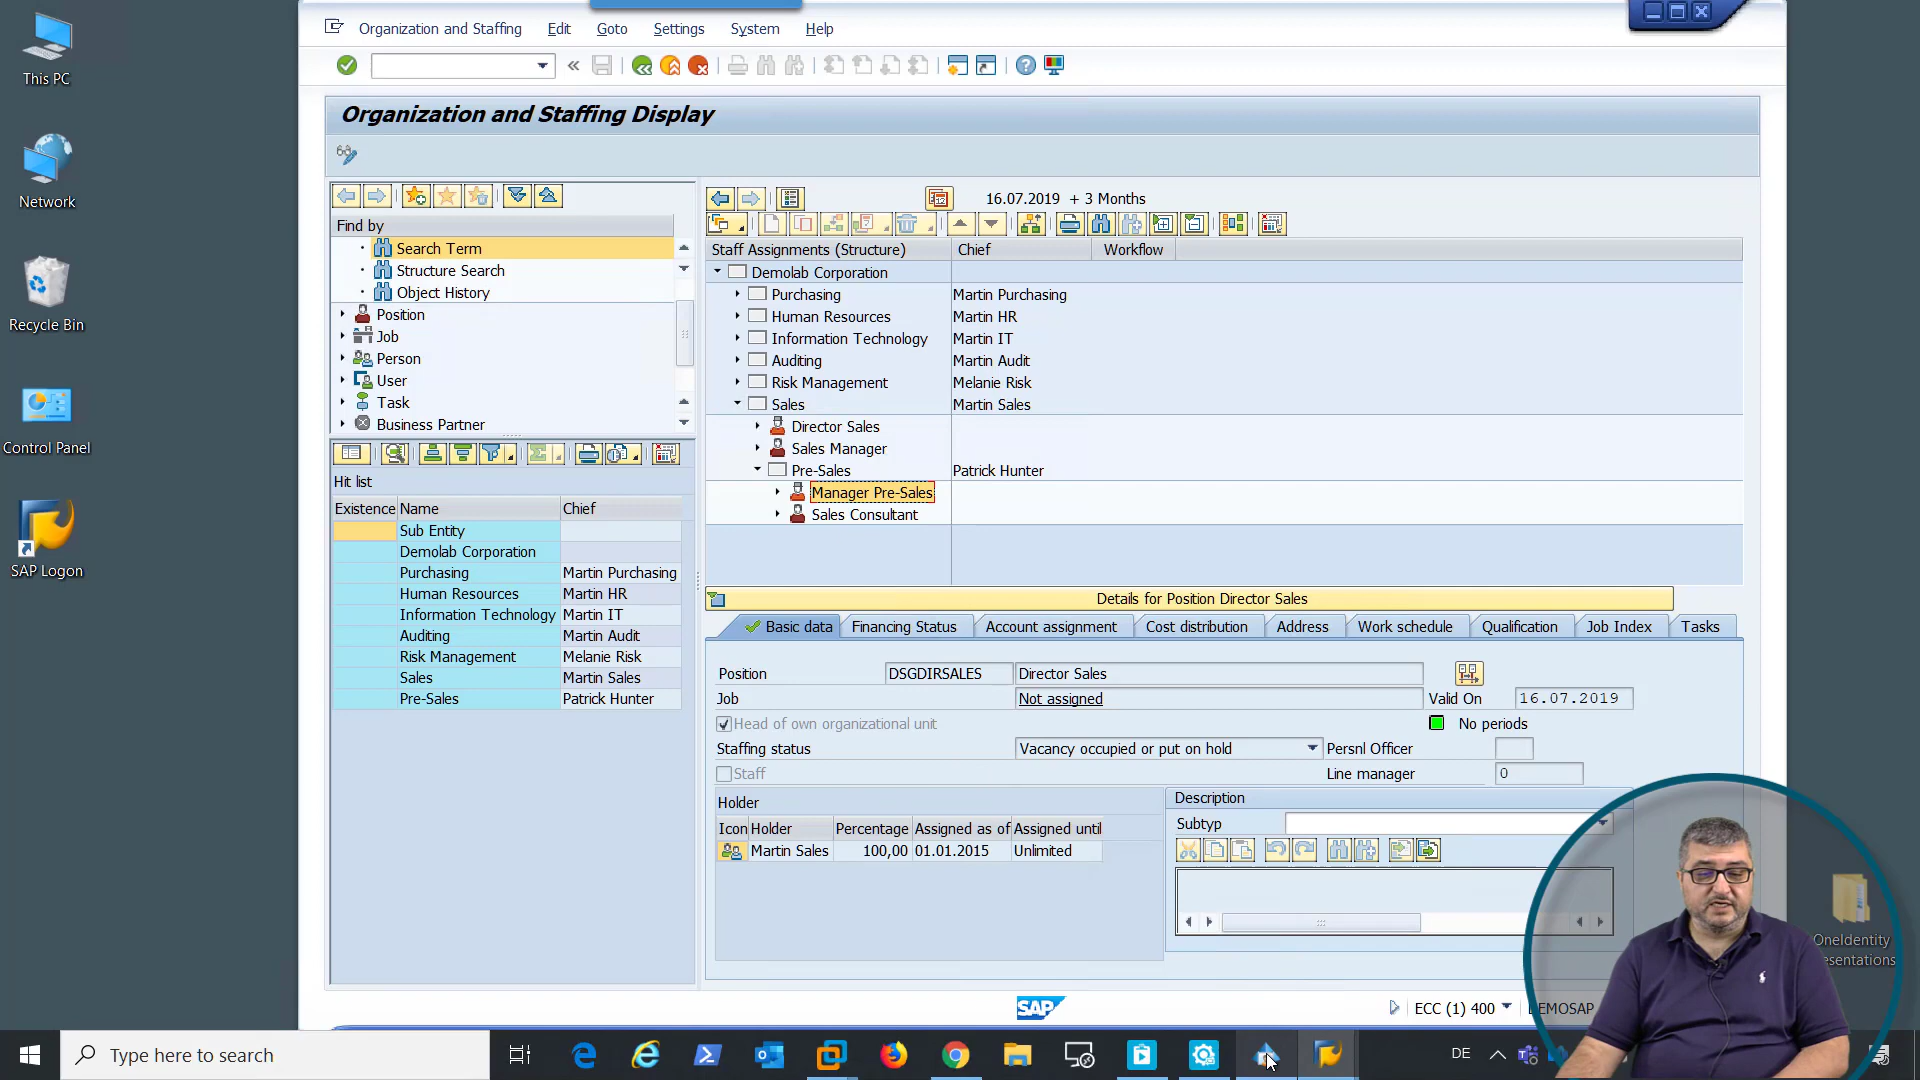 This PC
Network
Recycle Bin
Control Panel
SAP Logon
Organization and Staffing
Edit
Goto
Settings
System
Help
Organization and Staffing Display
Find by
Search Term
Structure Search
Object History
Position
Job
Person
User
Task
Business Partner
Hit list
Existence Name Chief
Sub Entity
Demolab Corporation
Purchasing Martin Purchasing
Human Resources Martin HR
Information Technology Martin IT
Auditing Martin Audit
Risk Management Melanie Risk
Sales Martin Sales
Pre-Sales Patrick Hunter
16.07.2019 + 3 Months
Staff Assignments (Structure) Chief Workflow
Demolab Corporation
Purchasing Martin Purchasing
Human Resources Martin HR
Information Technology Martin IT
Auditing Martin Audit
Risk Management Melanie Risk
Sales Martin Sales
Director Sales
Sales Manager
Pre-Sales Patrick Hunter
Manager Pre-Sales
Sales Consultant
Details for Position Director Sales
Basic data Financing Status Account assignment Cost distribution Address Work schedule Qualification Job Index Tasks
Position DSGDIRSALES Director Sales
Job Not assigned Valid On 16.07.2019
Head of own organizational unit No periods
Staffing status Vacancy occupied or put on hold Persnl Officer
Staff Line manager 0
Holder
Icon Holder Percentage Assigned as of Assigned until
Martin Sales 100,00 01.01.2015 Unlimited
Description
Subtyp
OneIdentity
esentations
SAP
ECC (1) 400
DEMOSAP
Type here to search
DE